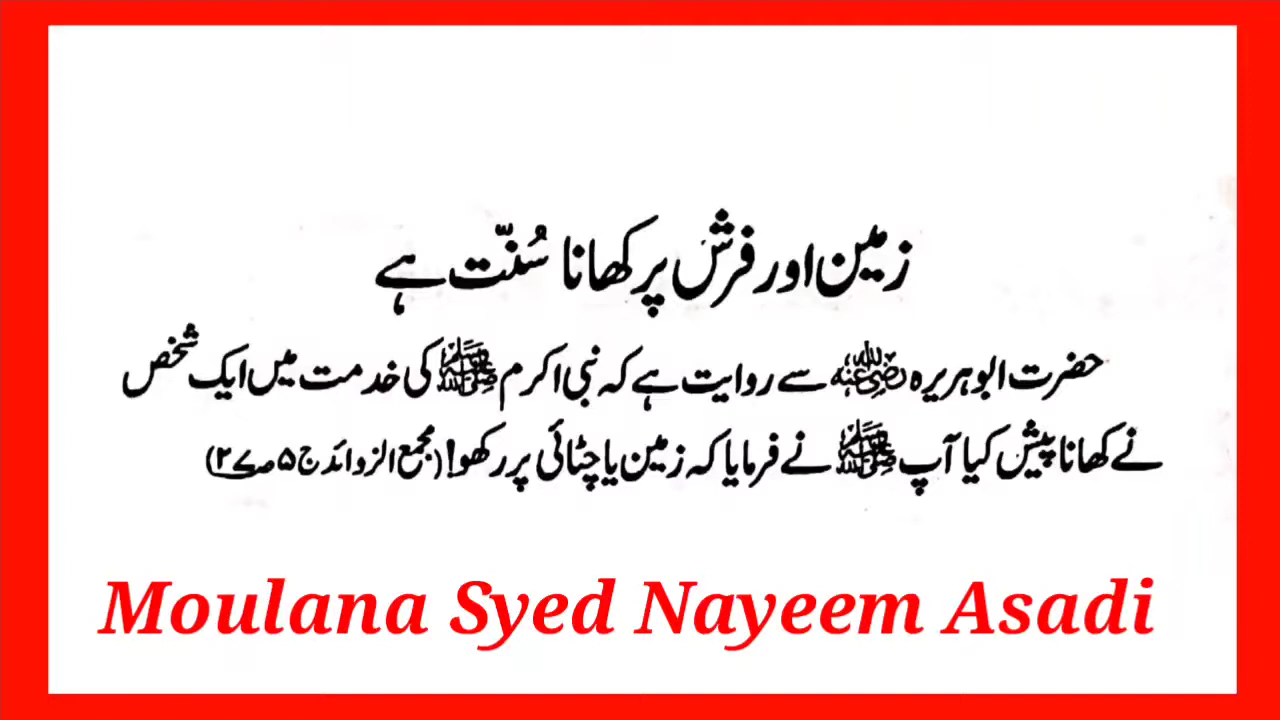 زمین اور فرش پر کھانا سُنّت ہے
حضرت ابوہریرہ رضی اللہ عنہ سے روایت ہے کہ نبی اکرم ﷺ کی خدمت میں ایک شخص
نے کھانا پیش کیا آپ ﷺ نے فرمایا کہ زمین یا چٹائی پر رکھو! (مجمع الزوائد ج ۵ ص
Moulana Syed Nayeem Asadi